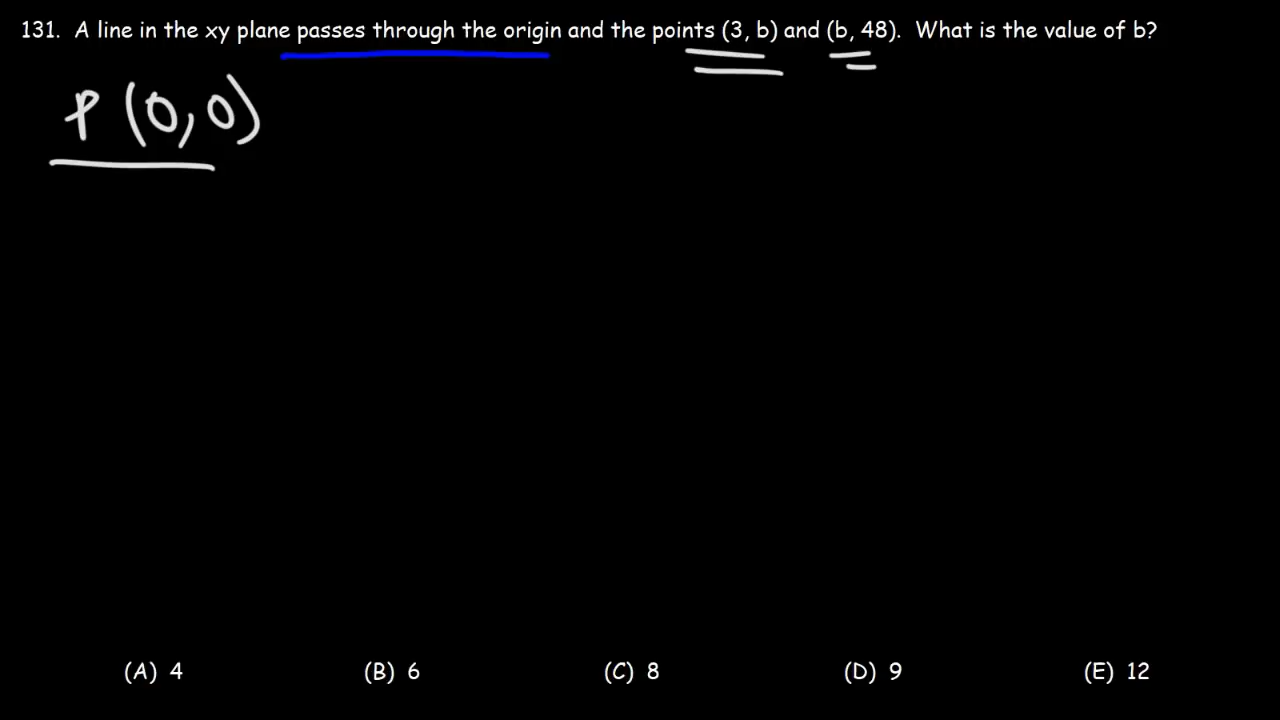 131. A line in the xy plane passes through the origin and the points (3, b) and (b, 48). What is the value of b?
P (0,0)
(A) 4 (B) 6 (C) 8 (D) 9 (E) 12